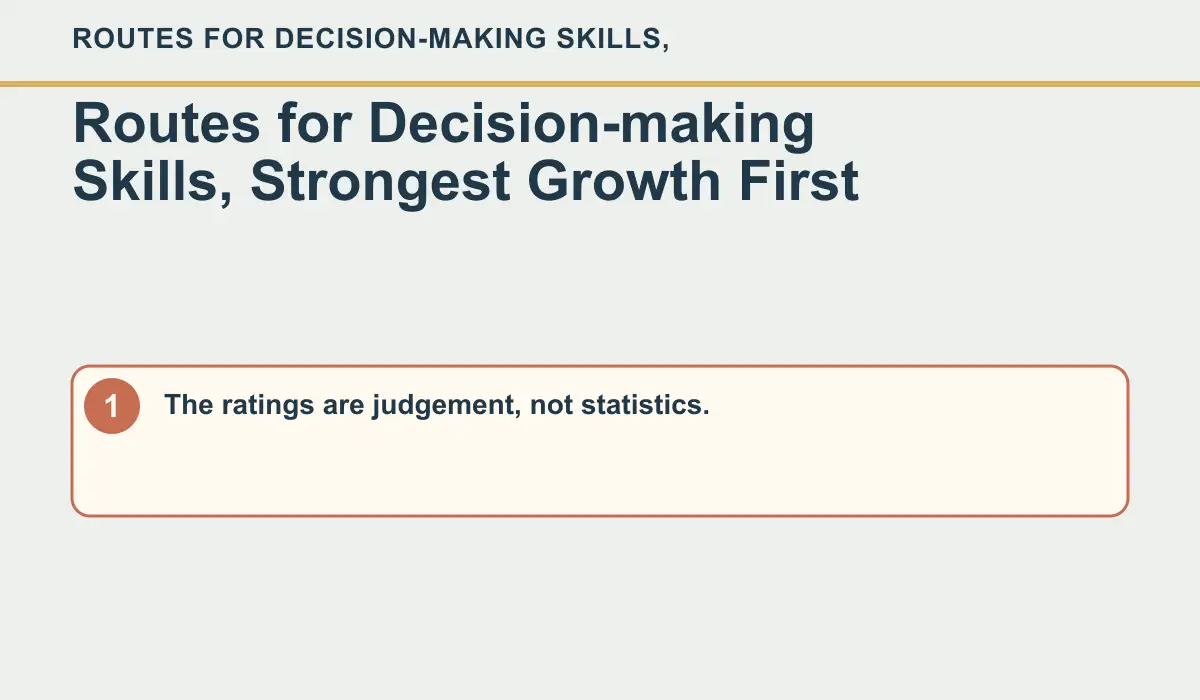 ROUTES FOR DECISION-MAKING SKILLS,
Routes for Decision-making
Skills, Strongest Growth First
1
The ratings are judgement, not statistics.